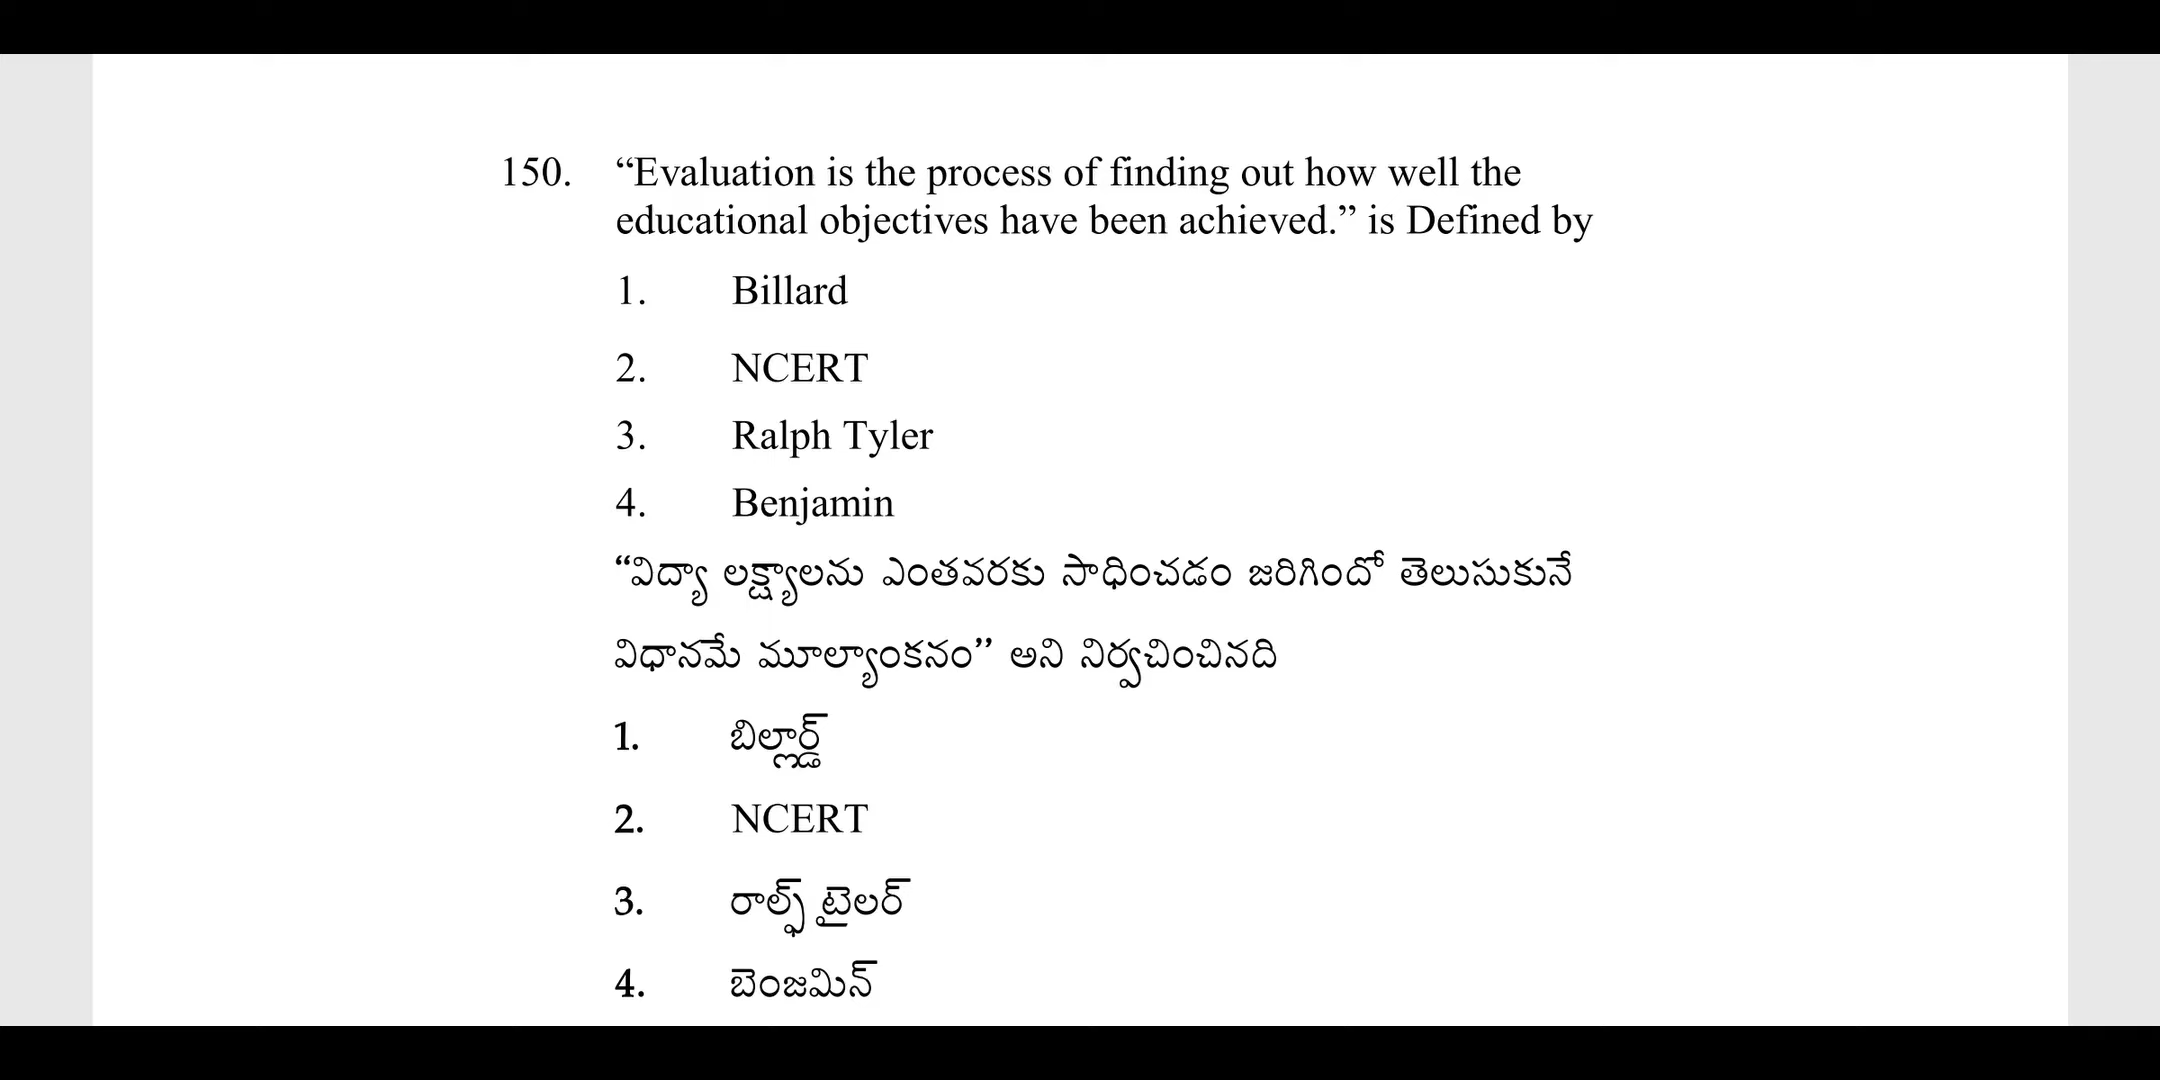 150. “Evaluation is the process of finding out how well the
educational objectives have been achieved.” is Defined by
1. Billard
2. NCERT
3. Ralph Tyler
4. Benjamin
“విద్యా లక్ష్యాలను ఎంతవరకు సాధించడం జరిగిందో తెలుసుకునే
విధానమే మూల్యాంకనం” అని నిర్వచించినది
1. బిల్లార్డ్
2. NCERT
3. రాల్ఫ్ టైలర్
4. బెంజమిన్